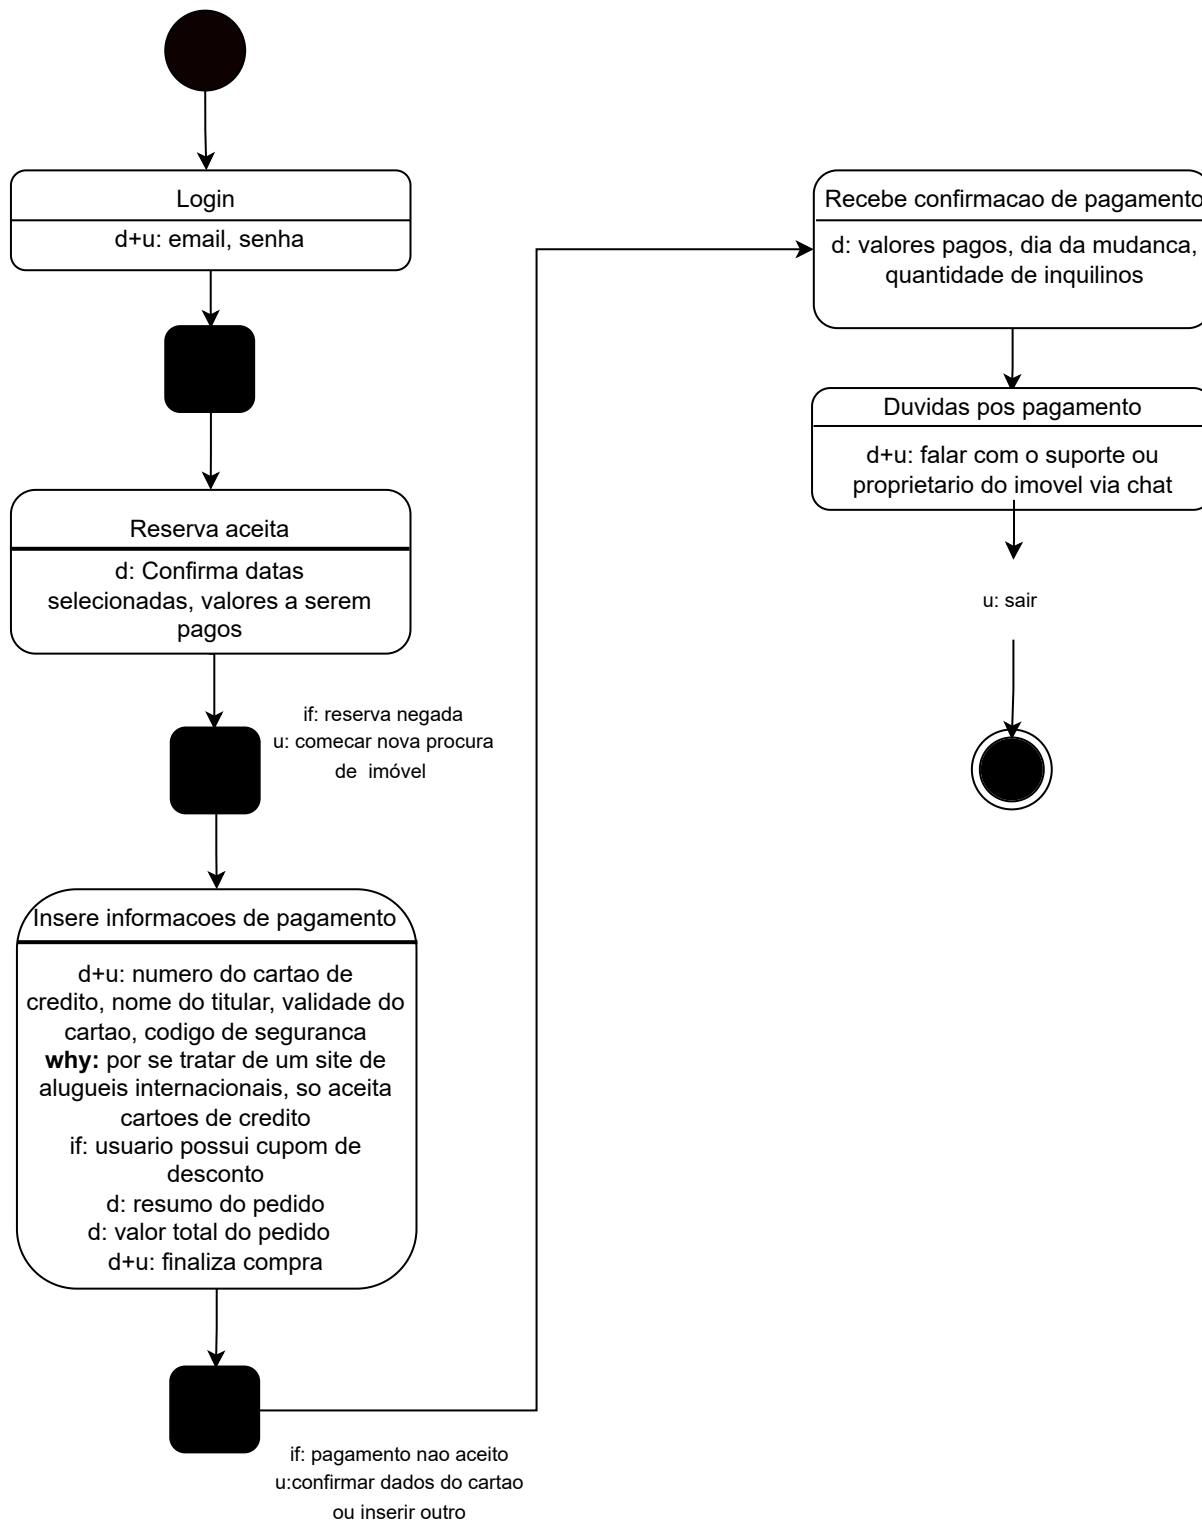 Login
d+u: email, senha
Reserva aceita
d: Confirma datas
selecionadas, valores a serem
pagos
if: reserva negada
u: comecar nova procura
de imóvel
Insere informacoes de pagamento
d+u: numero do cartao de
credito, nome do titular, validade do
cartao, codigo de seguranca
why: por se tratar de um site de
alugueis internacionais, so aceita
cartoes de credito
if: usuario possui cupom de
desconto
d: resumo do pedido
d: valor total do pedido
d+u: finaliza compra
if: pagamento nao aceito
u:confirmar dados do cartao
ou inserir outro
Recebe confirmacao de pagamento
d: valores pagos, dia da mudanca,
quantidade de inquilinos
Duvidas pos pagamento
d+u: falar com o suporte ou
proprietario do imovel via chat
u: sair